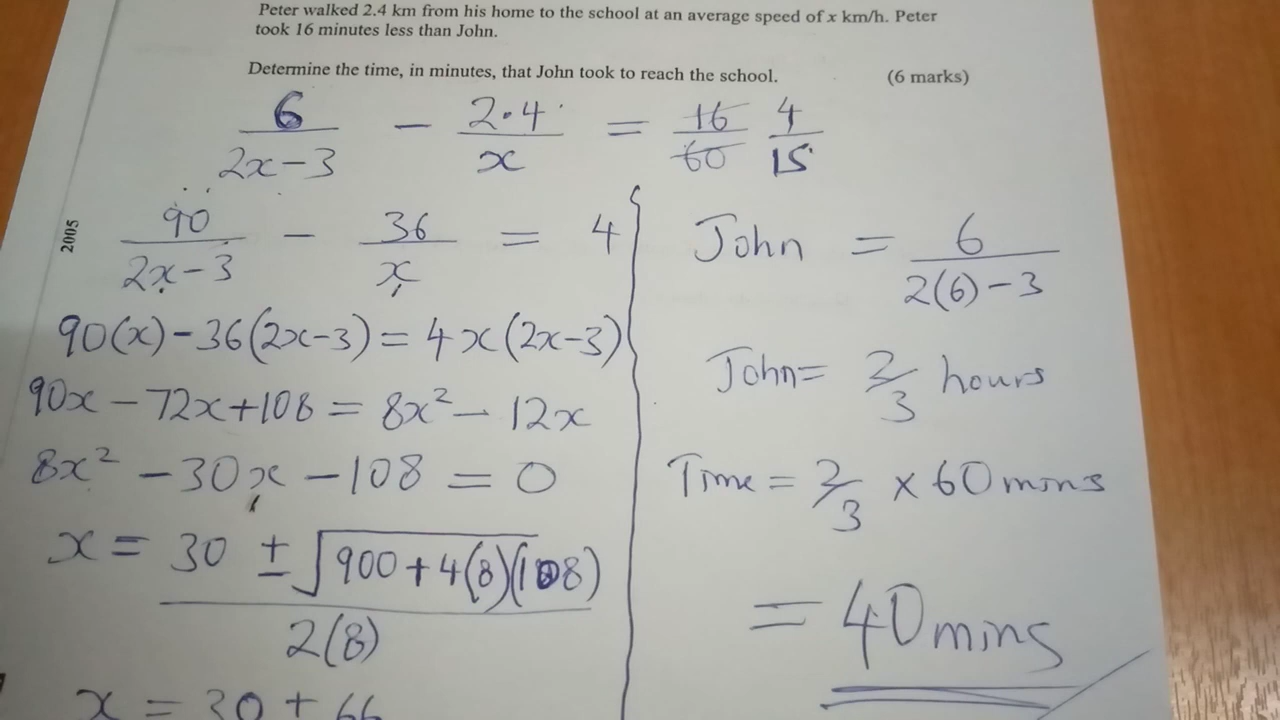 Peter walked 2.4 km from his home to the school at an average speed of x km/h. Peter
took 16 minutes less than John.
Determine the time, in minutes, that John took to reach the school. (6 marks)
6/(2x-3) - 2.4/x = 16/60 4/15
2005
90/(2x-3) - 36/x = 4
90(x)-36(2x-3) = 4x(2x-3)
90x - 72x+108 = 8x² - 12x
8x² - 30x - 108 = 0
x = (30 ± √(900+4(8)(108)))/2(8)
x = 30 + 66
John = 6/(2(6)-3)
John = 2/3 hours
Time = 2/3 × 60 mins
= 40 mins